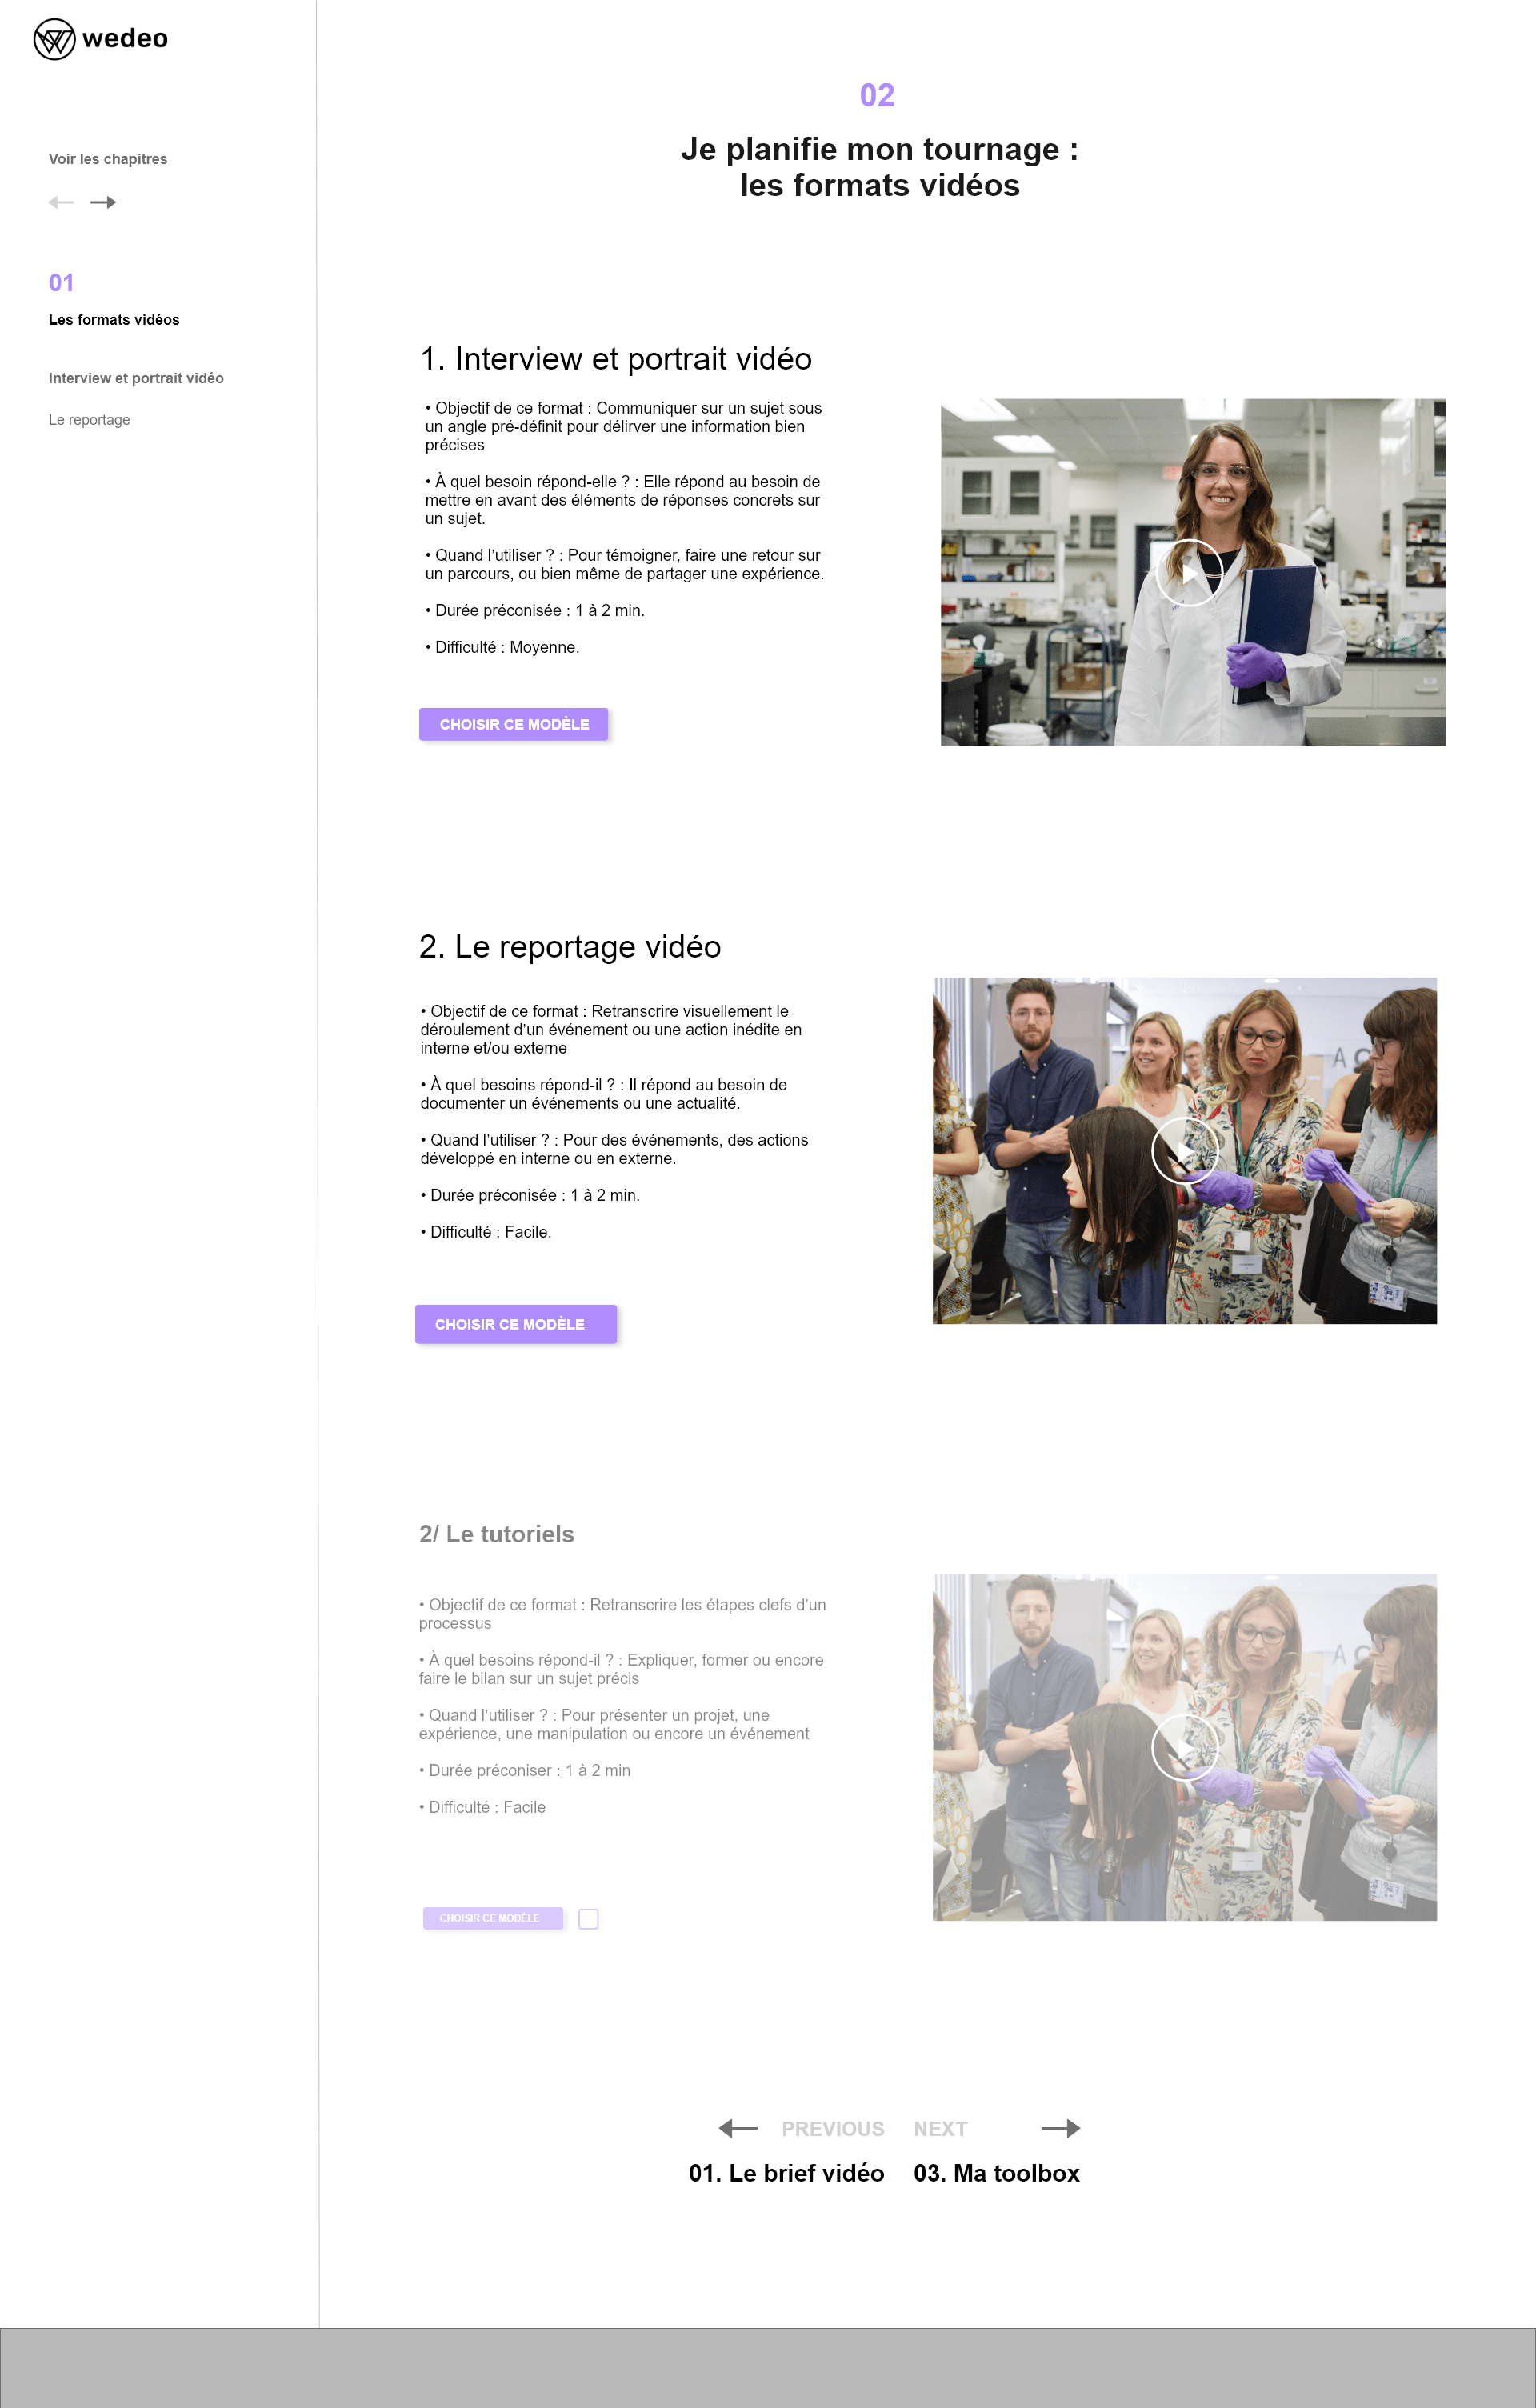 wedeo
Voir les chapitres
01
Les formats vidéos
Interview et portrait vidéo
Le reportage
02
Je planifie mon tournage :
les formats vidéos
1. Interview et portrait vidéo
• Objectif de ce format : Communiquer sur un sujet sous
un angle pré-définit pour délirver une information bien
précises
• À quel besoin répond-elle ? : Elle répond au besoin de
mettre en avant des éléments de réponses concrets sur
un sujet.
• Quand l’utiliser ? : Pour témoigner, faire une retour sur
un parcours, ou bien même de partager une expérience.
• Durée préconisée : 1 à 2 min.
• Difficulté : Moyenne.
CHOISIR CE MODÈLE
2. Le reportage vidéo
• Objectif de ce format : Retranscrire visuellement le
déroulement d’un événement ou une action inédite en
interne et/ou externe
• À quel besoins répond-il ? : Il répond au besoin de
documenter un événements ou une actualité.
• Quand l’utiliser ? : Pour des événements, des actions
développé en interne ou en externe.
• Durée préconisée : 1 à 2 min.
• Difficulté : Facile.
CHOISIR CE MODÈLE
2/ Le tutoriels
• Objectif de ce format : Retranscrire les étapes clefs d’un
processus
• À quel besoins répond-il ? : Expliquer, former ou encore
faire le bilan sur un sujet précis
• Quand l’utiliser ? : Pour présenter un projet, une
expérience, une manipulation ou encore un événement
• Durée préconiser : 1 à 2 min
• Difficulté : Facile
CHOISIR CE MODÈLE
PREVIOUS NEXT
01. Le brief vidéo 03. Ma toolbox